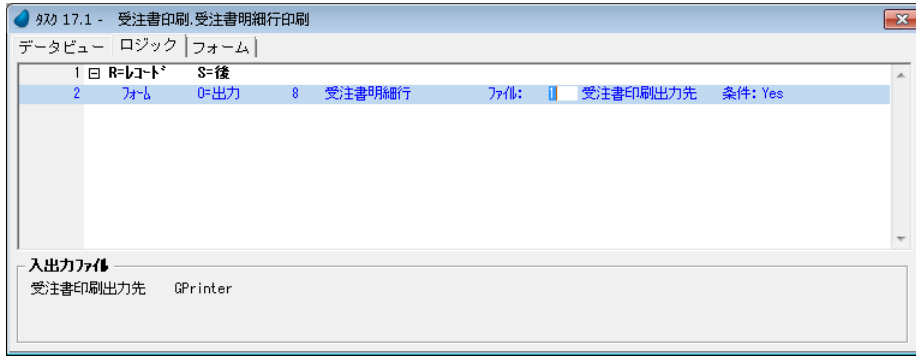 ﾀｽｸ 17.1 - 受注書印刷.受注書明細行印刷
データビュー ロジック フォーム
1 R=ﾚｺｰﾄﾞ S=後
2 ﾌｫｰﾑ O=出力 8 受注書明細行 ﾌｧｲﾙ: 1 受注書印刷出力先 条件: Yes
入出力ﾌｧｲﾙ
受注書印刷出力先 GPrinter